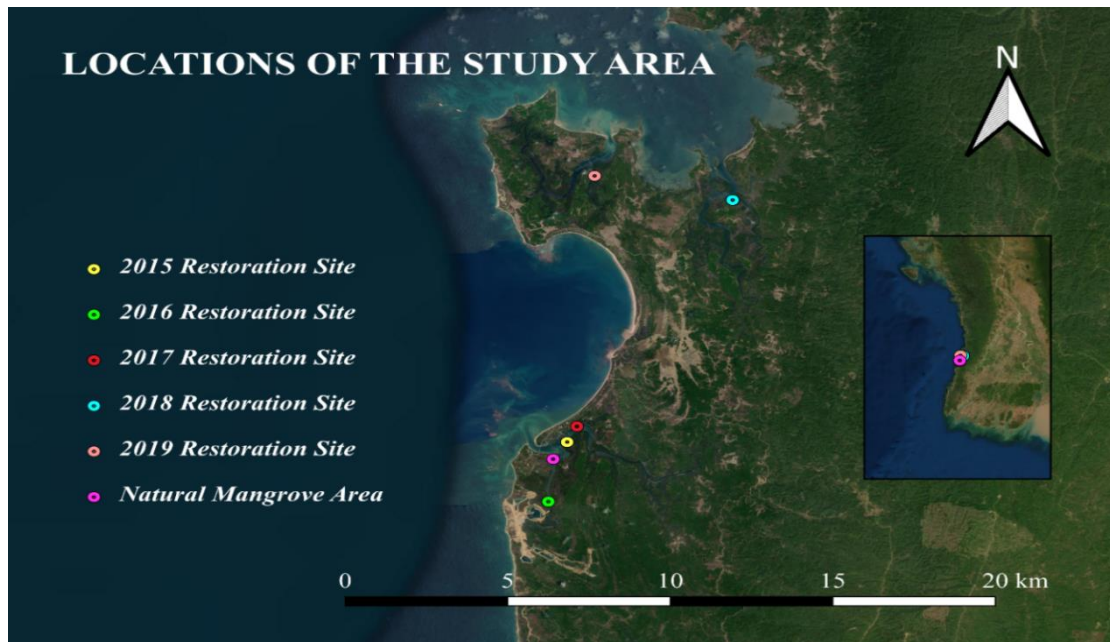 LOCATIONS OF THE STUDY AREA
N
2015 Restoration Site
2016 Restoration Site
2017 Restoration Site
2018 Restoration Site
2019 Restoration Site
Natural Mangrove Area
0 5 10 15 20 km